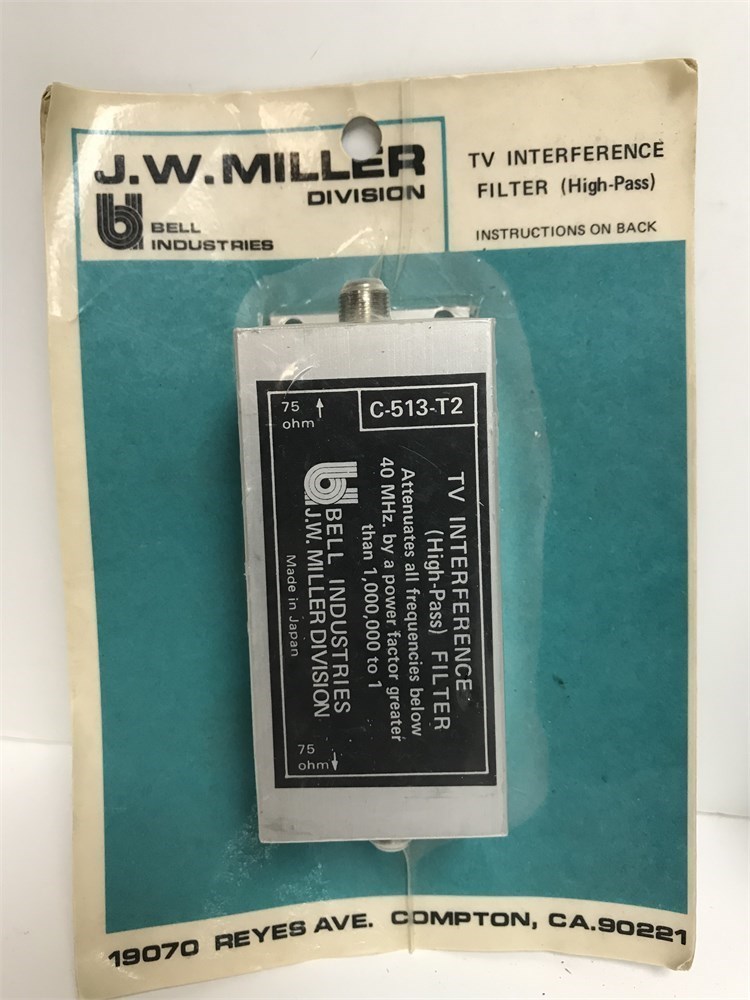 J.W.MILLER
DIVISION
BELL
INDUSTRIES
TV INTERFERENCE
FILTER (High-Pass)
INSTRUCTIONS ON BACK
75
ohm
C-513-T2
TV INTERFERENCE
(High-Pass) FILTER
Attenuates all frequencies below
40 MHz. by a power factor greater
than 1,000,000 to 1
BELL INDUSTRIES
J.W. MILLER DIVISION
Made in Japan
75
ohm
19070 REYES AVE. COMPTON, CA.90221